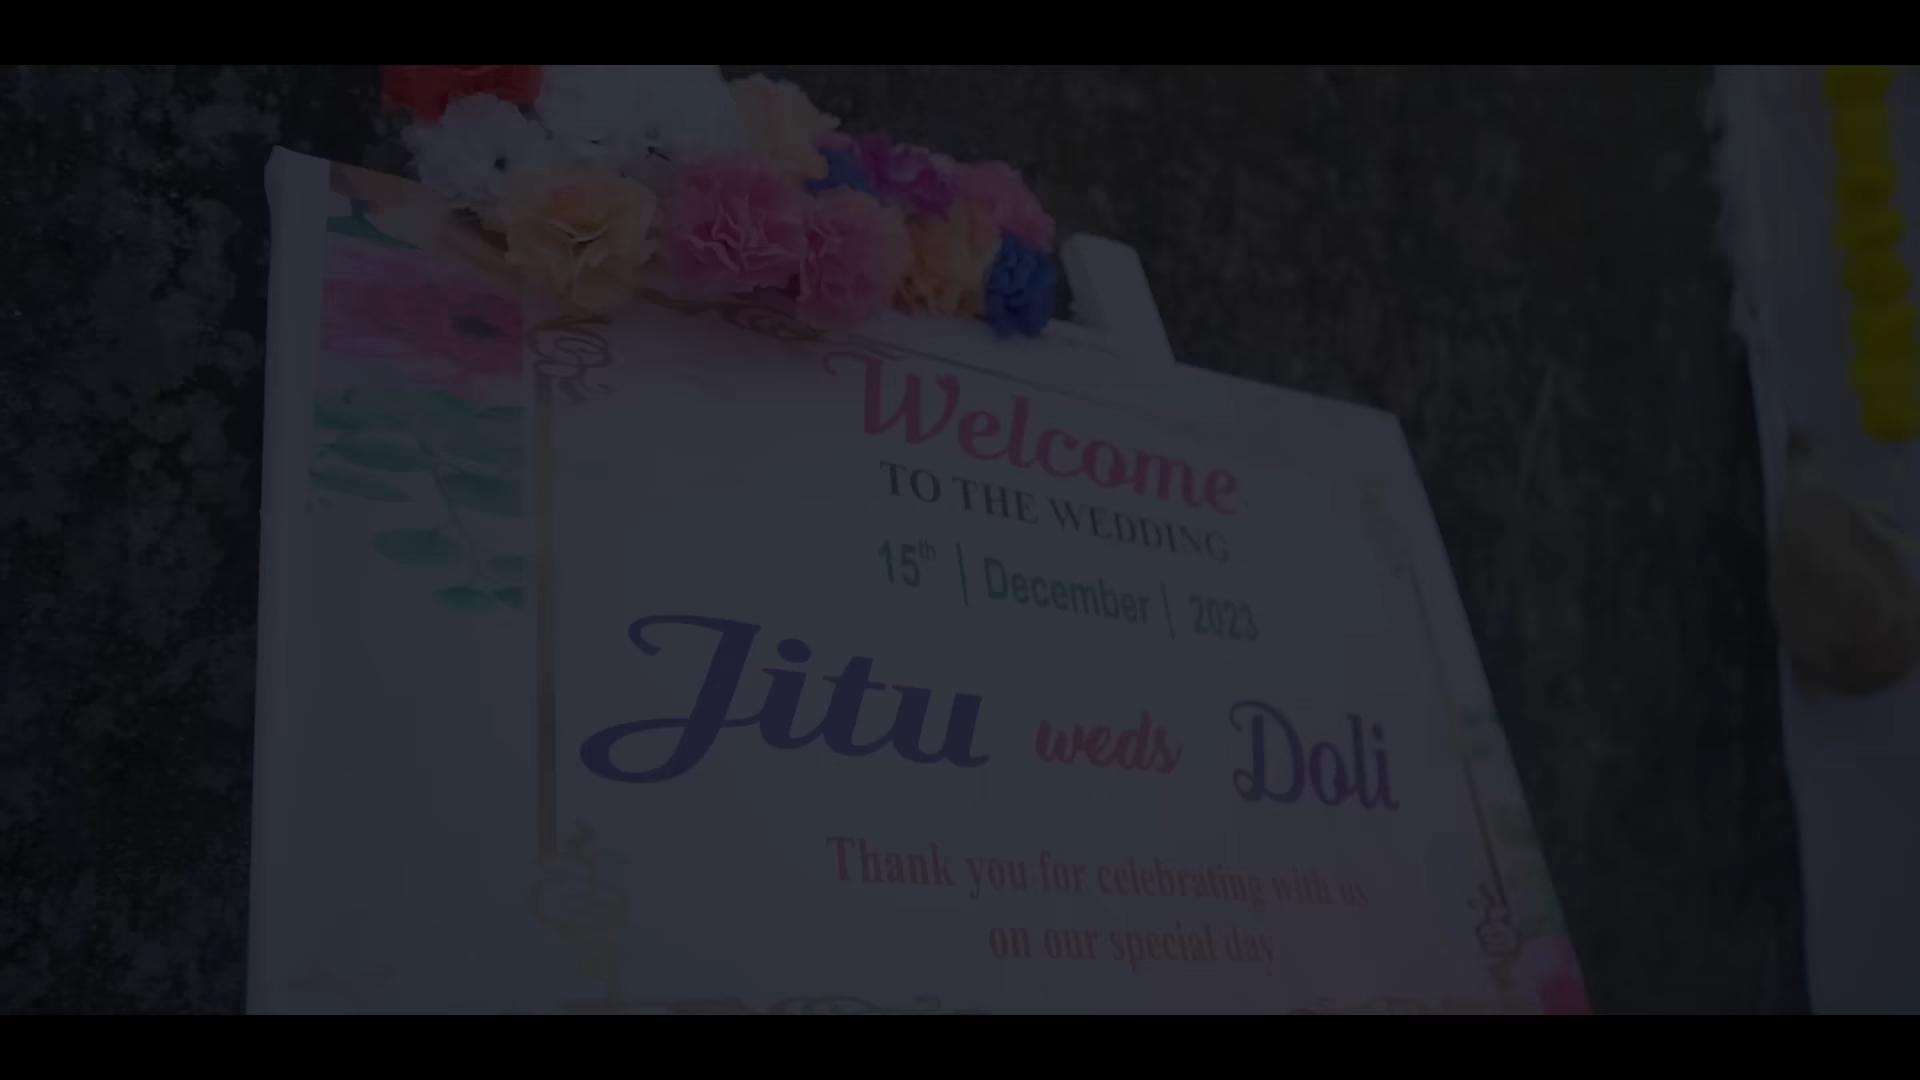 Welcome
TO THE WEDDING
15th | December | 2023
Jitu weds Doli
Thank you for celebrating with us
on our special day